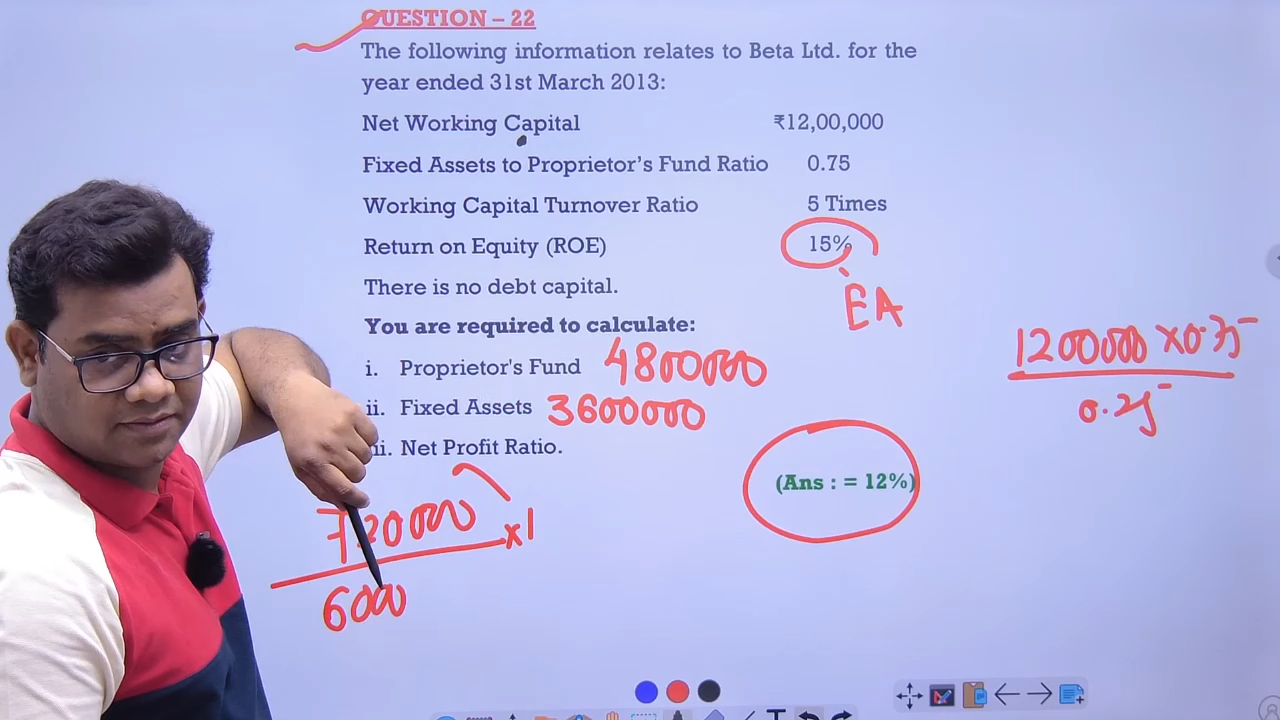 QUESTION – 22
The following information relates to Beta Ltd. for the
year ended 31st March 2013:
Net Working Capital ₹12,00,000
Fixed Assets to Proprietor's Fund Ratio 0.75
Working Capital Turnover Ratio 5 Times
Return on Equity (ROE) 15%
There is no debt capital.
EA
You are required to calculate:
1200000 × 0.75
0.25
i. Proprietor's Fund 4800000
ii. Fixed Assets 3600000
ii. Net Profit Ratio.
(Ans : = 12%)
720000 ×1
6000
T